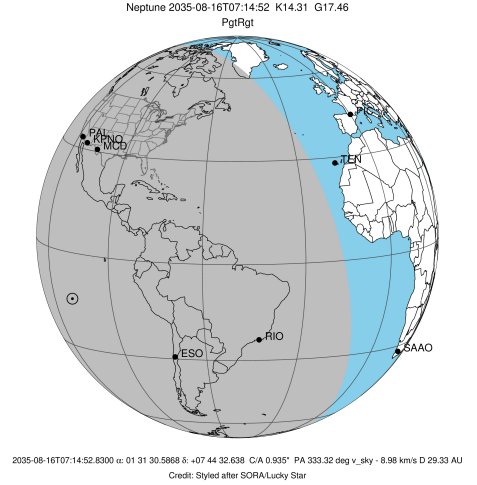 Neptune 2035-08-16T07:14:52 K14.31 G17.46
PgtRgt
PIC
PAL
KPNO
MCD
TEN
RIO
ESO
SAAO
2035-08-16T07:14:52.8300 α: 01 31 30.5868 δ: +07 44 32.638 C/A 0.935" PA 333.32 deg v_sky - 8.98 km/s D 29.33 AU
Credit: Styled after SORA/Lucky Star